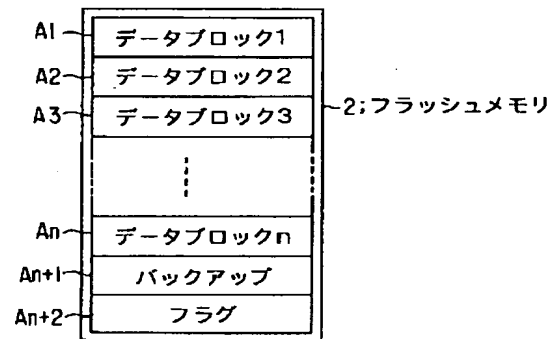 A1 データブロック1
A2 データブロック2
A3 データブロック3
2;フラッシュメモリ
An データブロックn
An+1 バックアップ
An+2 フラグ